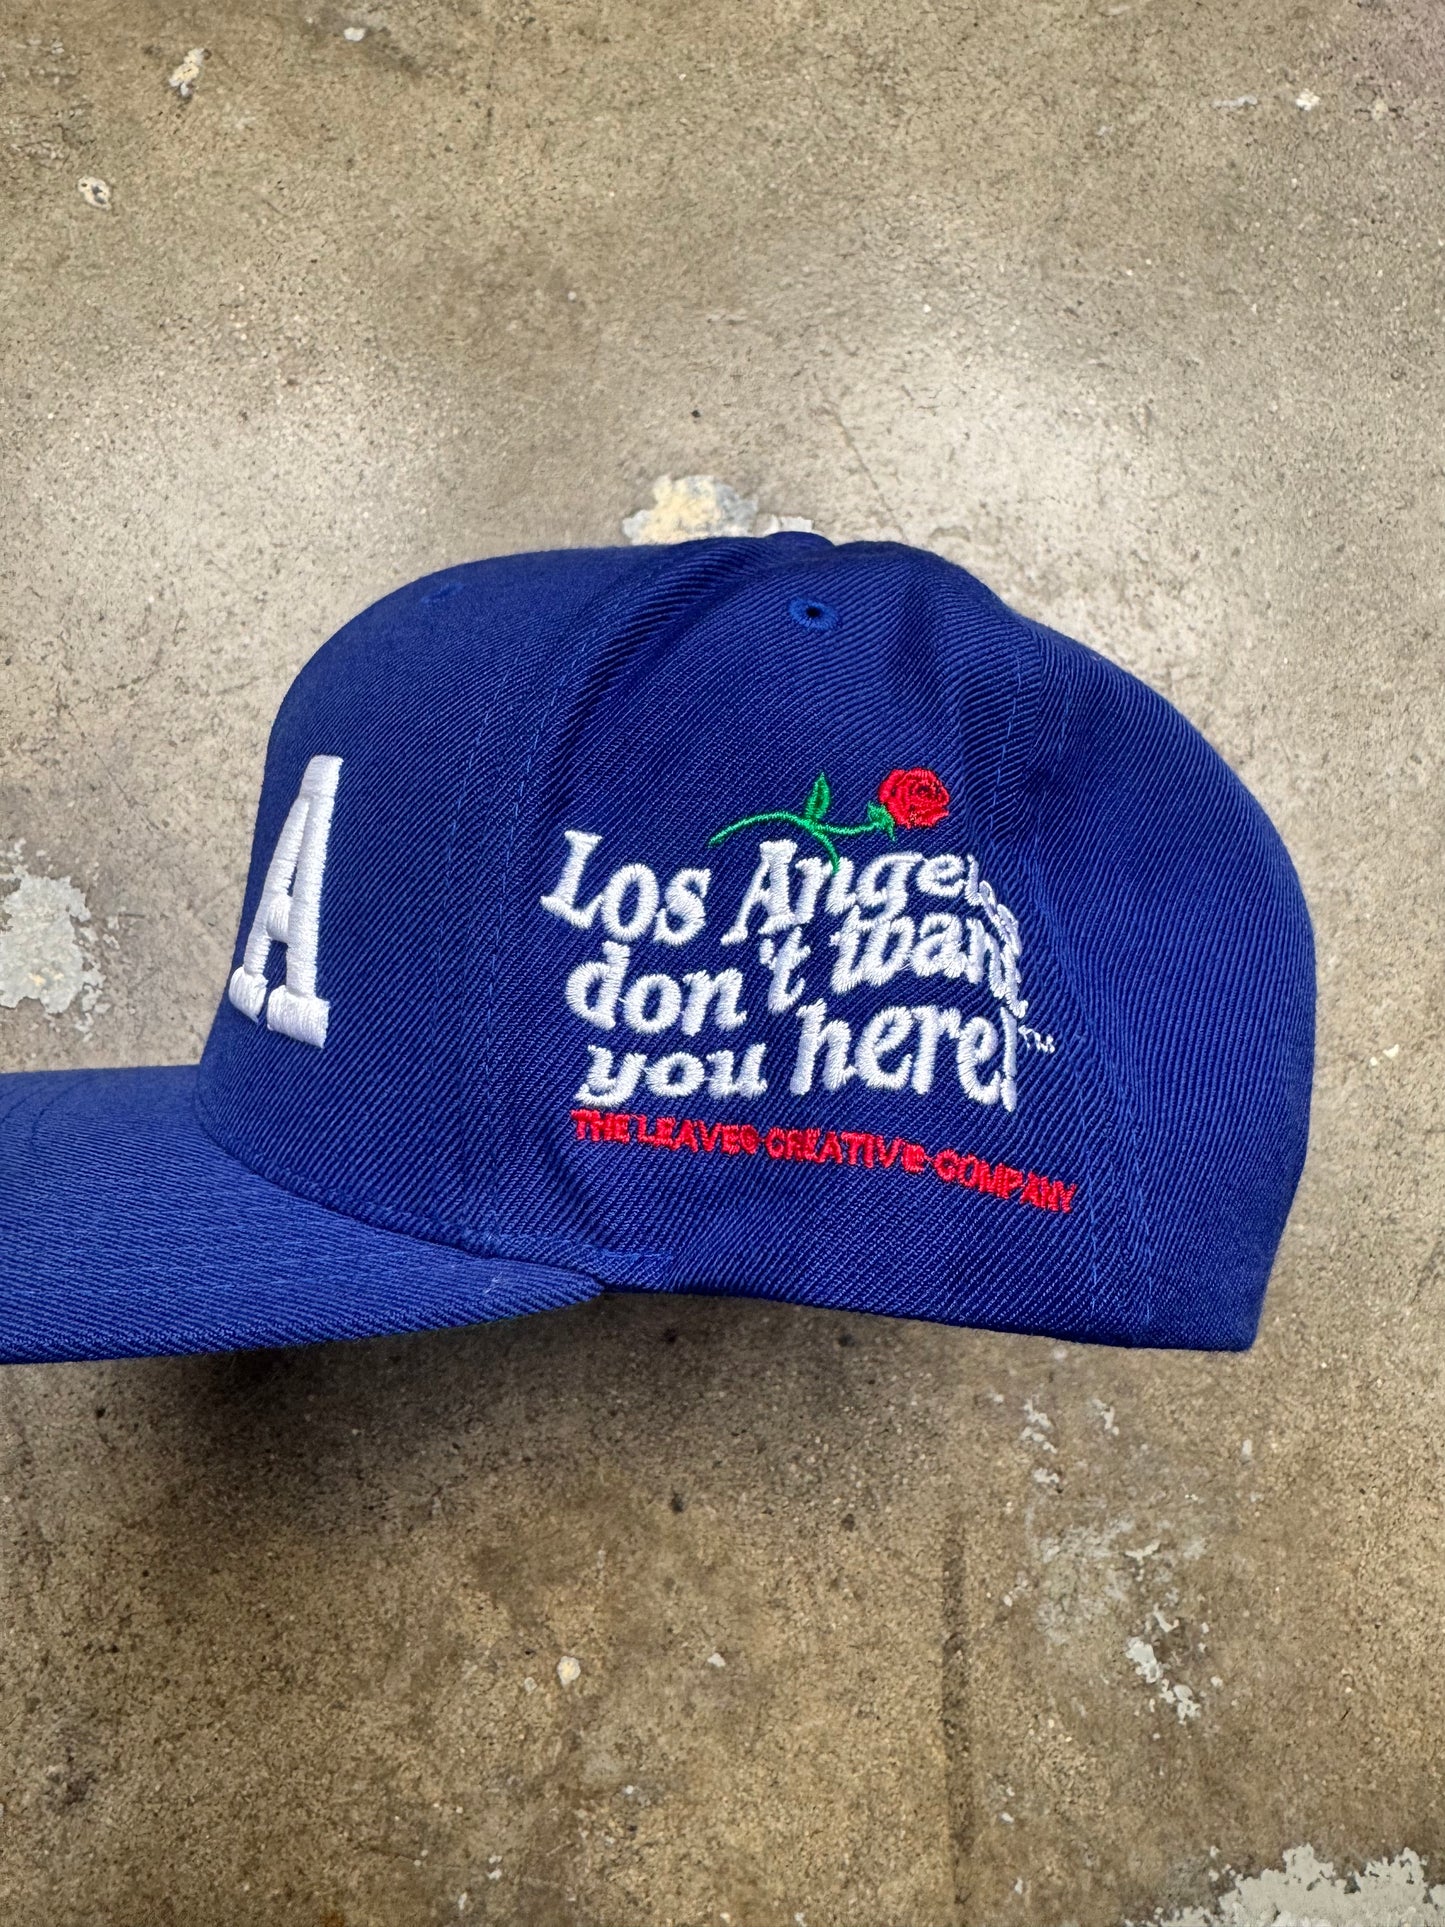 A
Los Angeles
don't want
you here!™
THE LEAVES CREATIVE COMPANY